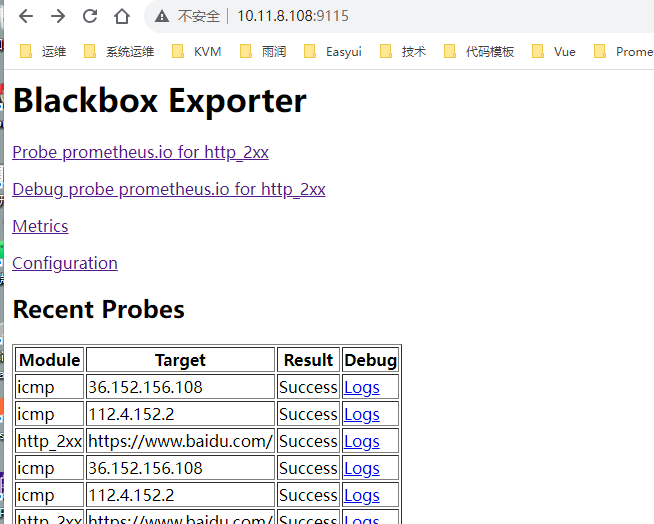 不安全 10.11.8.108:9115
运维 系统运维 KVM 雨润 Easyui 技术 代码模板 Vue Prome
Blackbox Exporter
Probe prometheus.io for http_2xx
Debug probe prometheus.io for http_2xx
Metrics
Configuration
Recent Probes
Module Target Result Debug
icmp 36.152.156.108 Success Logs
icmp 112.4.152.2 Success Logs
http_2xx https://www.baidu.com/ Success Logs
icmp 36.152.156.108 Success Logs
icmp 112.4.152.2 Success Logs
http_2xx https://www.baidu.com/ Success Logs